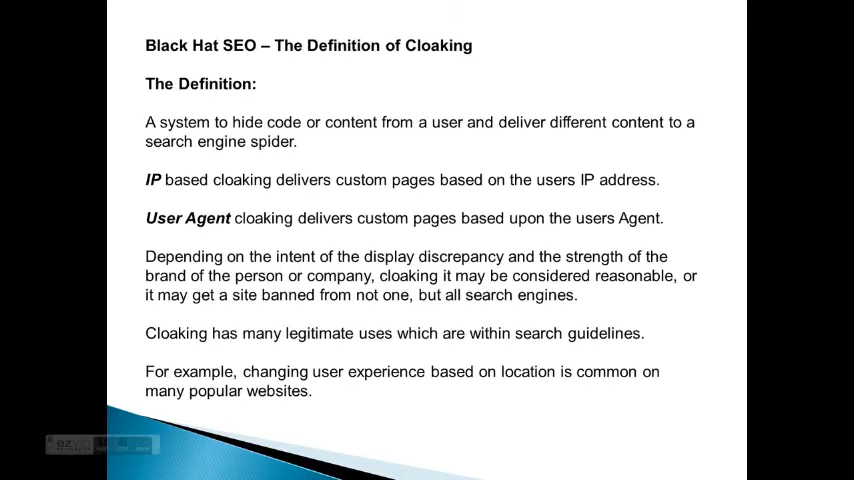 Black Hat SEO – The Definition of Cloaking
The Definition:
A system to hide code or content from a user and deliver different content to a
search engine spider.
IP based cloaking delivers custom pages based on the users IP address.
User Agent cloaking delivers custom pages based upon the users Agent.
Depending on the intent of the display discrepancy and the strength of the
brand of the person or company, cloaking it may be considered reasonable, or
it may get a site banned from not one, but all search engines.
Cloaking has many legitimate uses which are within search guidelines.
For example, changing user experience based on location is common on
many popular websites.